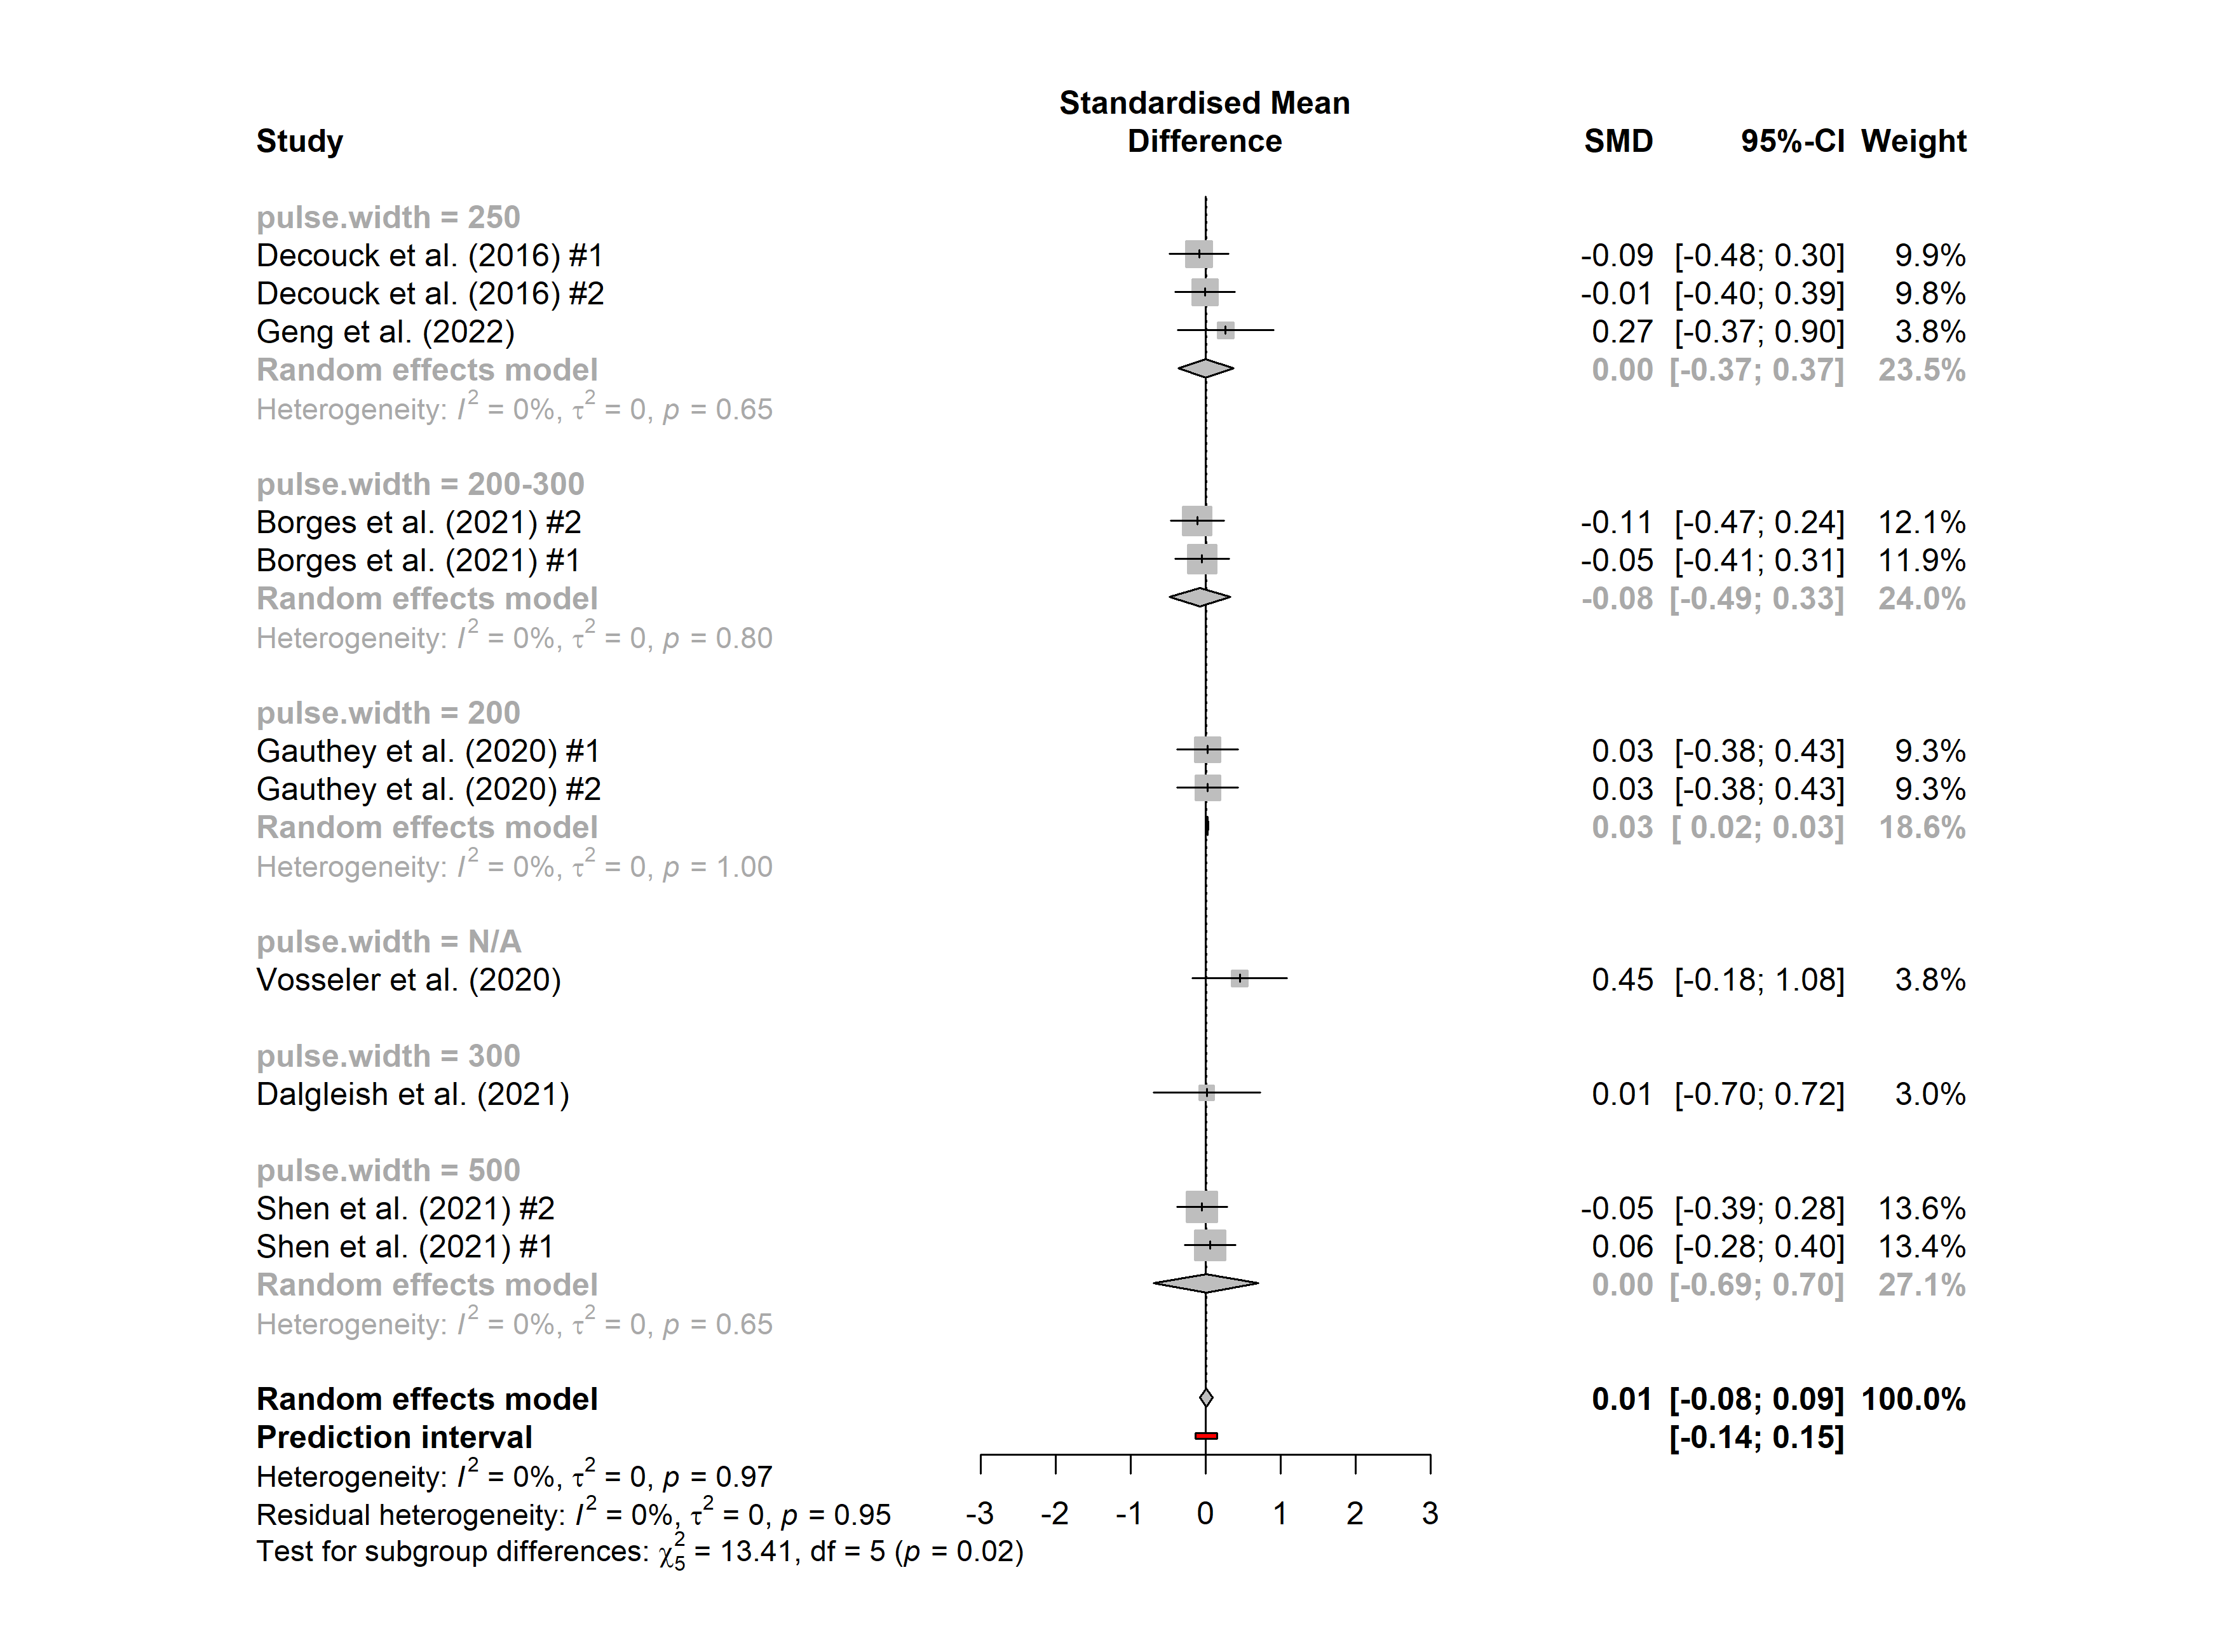 Standardised Mean
Study Difference SMD 95%-CI Weight
pulse.width = 250
Decouck et al. (2016) #1 -0.09 [-0.48; 0.30] 9.9%
Decouck et al. (2016) #2 -0.01 [-0.40; 0.39] 9.8%
Geng et al. (2022) 0.27 [-0.37; 0.90] 3.8%
Random effects model 0.00 [-0.37; 0.37] 23.5%
Heterogeneity: I² = 0%, τ² = 0, p = 0.65
pulse.width = 200-300
Borges et al. (2021) #2 -0.11 [-0.47; 0.24] 12.1%
Borges et al. (2021) #1 -0.05 [-0.41; 0.31] 11.9%
Random effects model -0.08 [-0.49; 0.33] 24.0%
Heterogeneity: I² = 0%, τ² = 0, p = 0.80
pulse.width = 200
Gauthey et al. (2020) #1 0.03 [-0.38; 0.43] 9.3%
Gauthey et al. (2020) #2 0.03 [-0.38; 0.43] 9.3%
Random effects model 0.03 [ 0.02; 0.03] 18.6%
Heterogeneity: I² = 0%, τ² = 0, p = 1.00
pulse.width = N/A
Vosseler et al. (2020) 0.45 [-0.18; 1.08] 3.8%
pulse.width = 300
Dalgleish et al. (2021) 0.01 [-0.70; 0.72] 3.0%
pulse.width = 500
Shen et al. (2021) #2 -0.05 [-0.39; 0.28] 13.6%
Shen et al. (2021) #1 0.06 [-0.28; 0.40] 13.4%
Random effects model 0.00 [-0.69; 0.70] 27.1%
Heterogeneity: I² = 0%, τ² = 0, p = 0.65
Random effects model 0.01 [-0.08; 0.09] 100.0%
Prediction interval [-0.14; 0.15]
Heterogeneity: I² = 0%, τ² = 0, p = 0.97
Residual heterogeneity: I² = 0%, τ² = 0, p = 0.95 -3 -2 -1 0 1 2 3
Test for subgroup differences: χ²₅ = 13.41, df = 5 (p = 0.02)